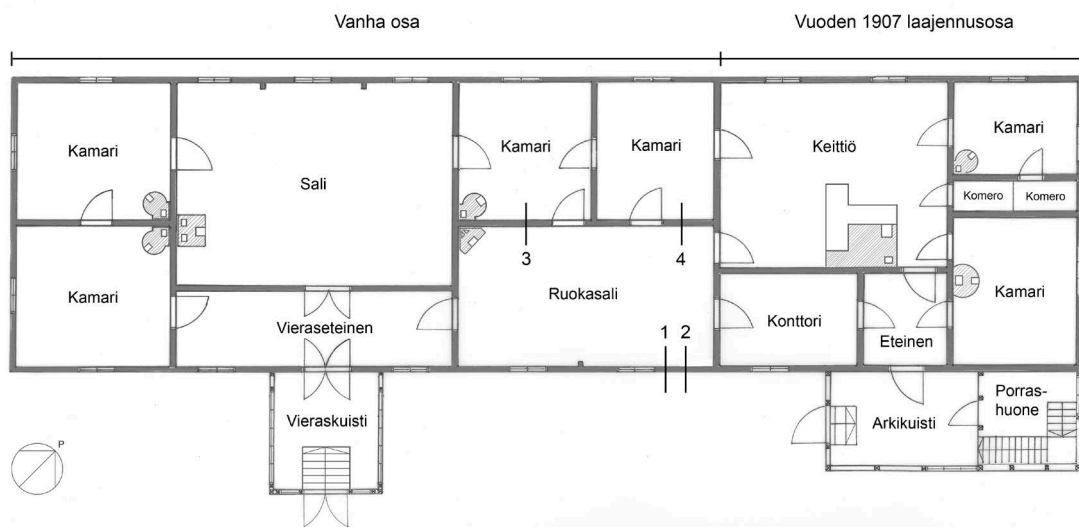 Vanha osa
Vuoden 1907 laajennusosa
Kamari
Sali
Kamari
Kamari
Keittiö
Kamari
Komero
Komero
3
4
Kamari
Vieraseteinen
Ruokasali
1
2
Konttori
Eteinen
Kamari
Vieraskuisti
Arkikuisti
Porras-
huone
P